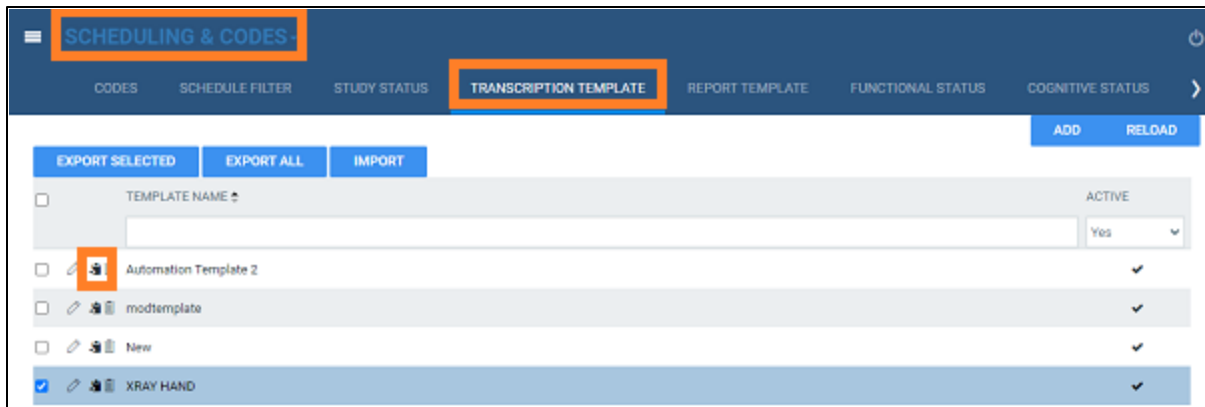 SCHEDULING & CODES -
CODES SCHEDULE FILTER STUDY STATUS TRANSCRIPTION TEMPLATE REPORT TEMPLATE FUNCTIONAL STATUS COGNITIVE STATUS
ADD RELOAD
EXPORT SELECTED EXPORT ALL IMPORT
TEMPLATE NAME ACTIVE
Yes
Automation Template 2
modtemplate
New
XRAY HAND